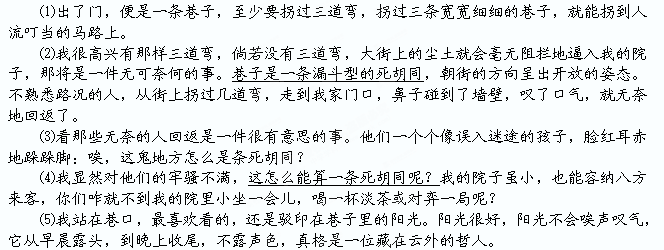 (1)出了门，便是一条巷子，至少要拐过三道弯，拐过三条宽宽细细的巷子，就能拐到人
流叮当的马路上。
(2)我很高兴有那样三道弯，倘若没有三道弯，大街上的尘土就会毫无阻拦地逼入我的院
子，那将是一件无可奈何的事。巷子是一条漏斗型的死胡同，朝街的方向呈出开放的姿态。
不熟悉路况的人，从街上拐过几道弯，走到我家门口，鼻子碰到了墙壁，叹了口气，就无奈
地回返了。
(3)看那些无奈的人回返是一件很有意思的事。他们一个个像误入迷途的孩子，脸红耳赤
地跺跺脚：唉，这鬼地方怎么是条死胡同？
(4)我显然对他们的牢骚不满，这怎么能算一条死胡同呢？我的院子虽小，也能容纳八方
来客，你们咋就不到我的院里小坐一会儿，喝一杯淡茶或对弈一局呢？
(5)我站在巷口，最喜欢看的，还是驳印在巷子里的阳光。阳光很好，阳光不会唉声叹气，
它从早晨露头，到晚上收尾，不露声色，真格是一位藏在云外的哲人。